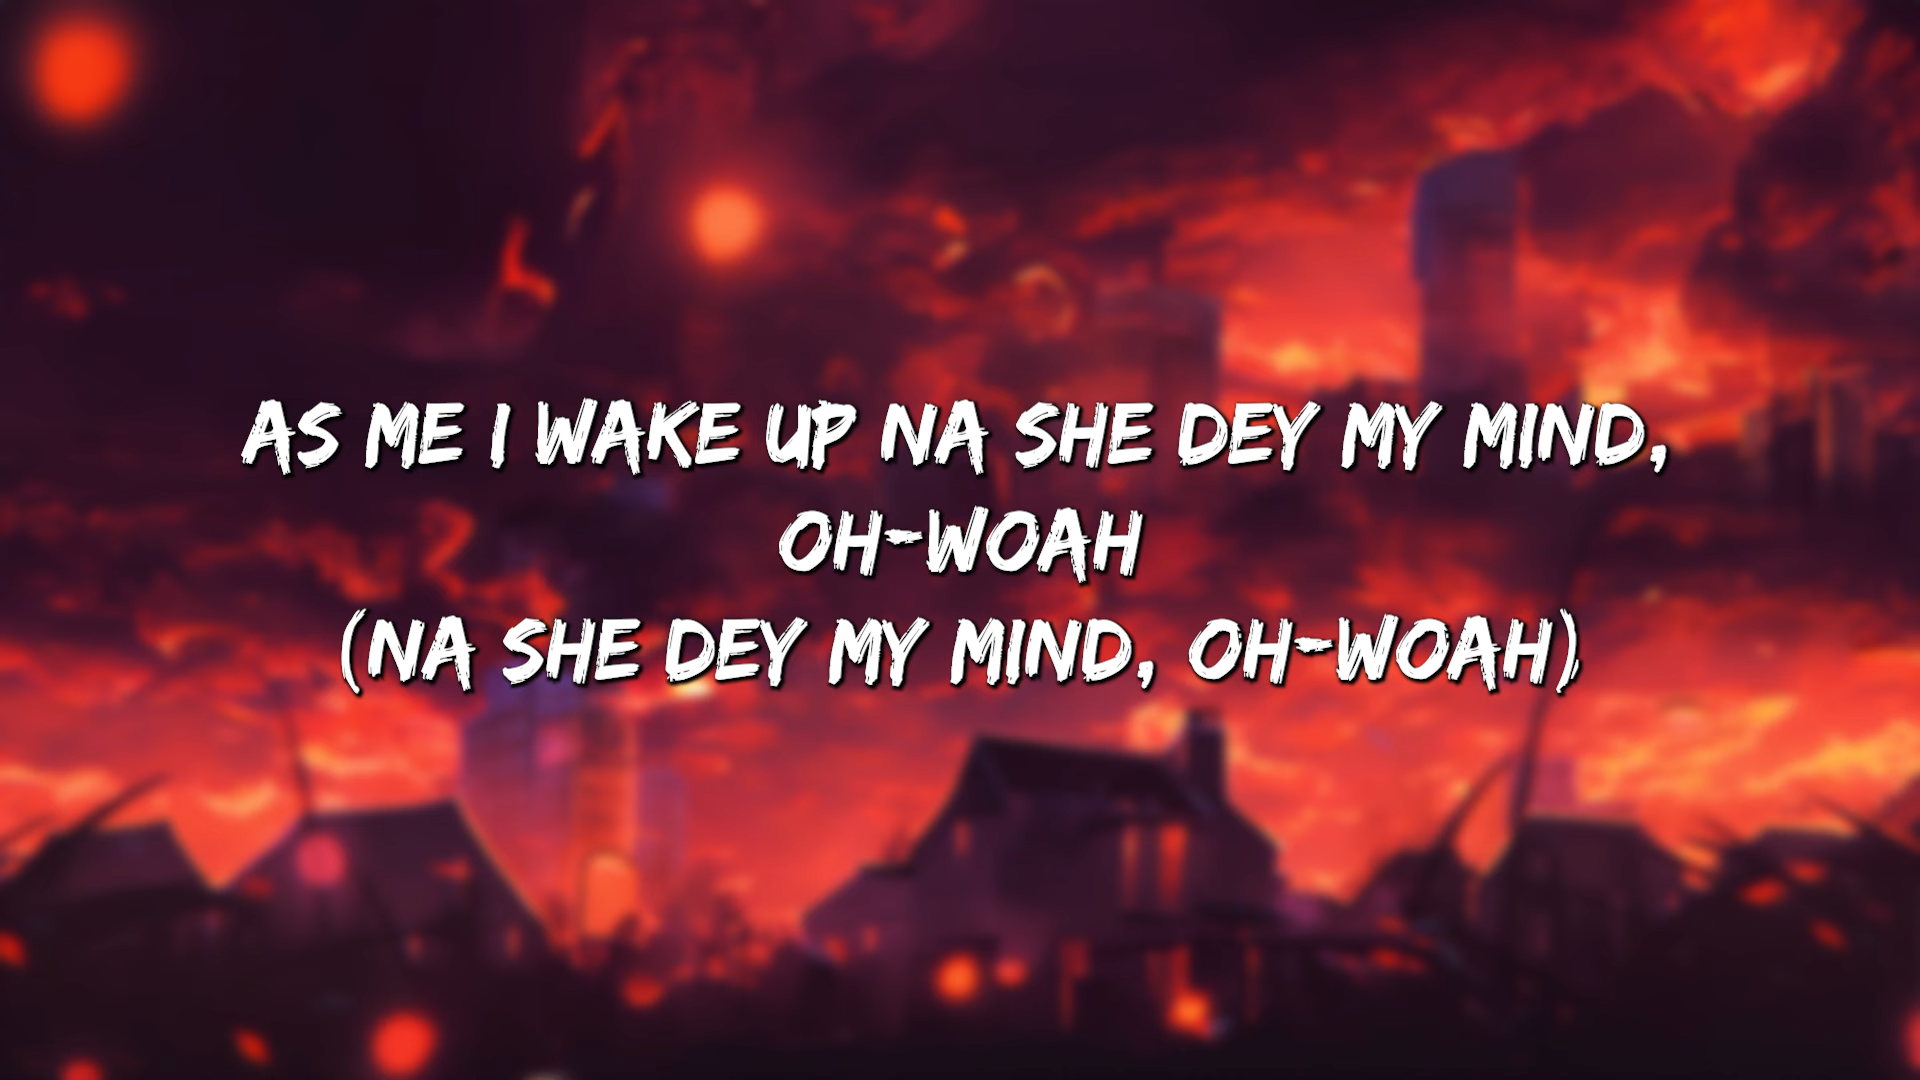 AS ME I WAKE UP NA SHE DEY MY MIND,
OH-WOAH
(NA SHE DEY MY MIND, OH-WOAH)